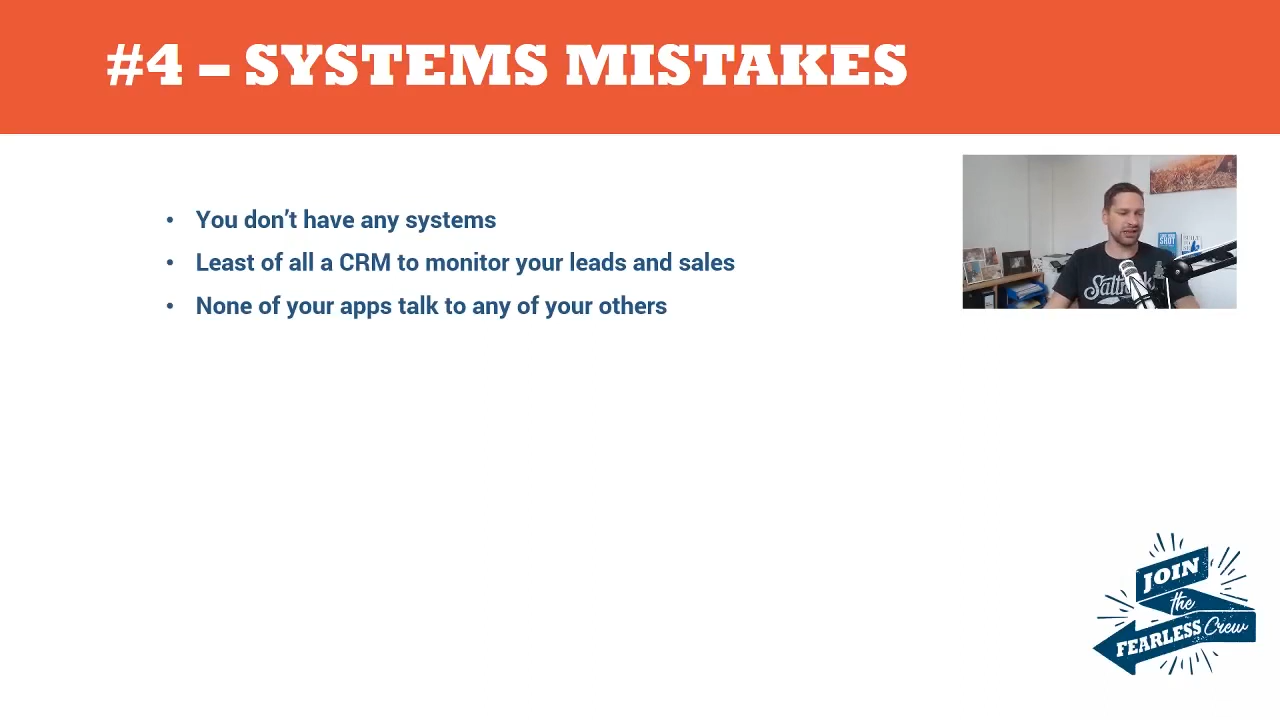 #4 – SYSTEMS MISTAKES
• You don't have any systems
• Least of all a CRM to monitor your leads and sales
• None of your apps talk to any of your others
JOIN
the
FEARLESS Crew